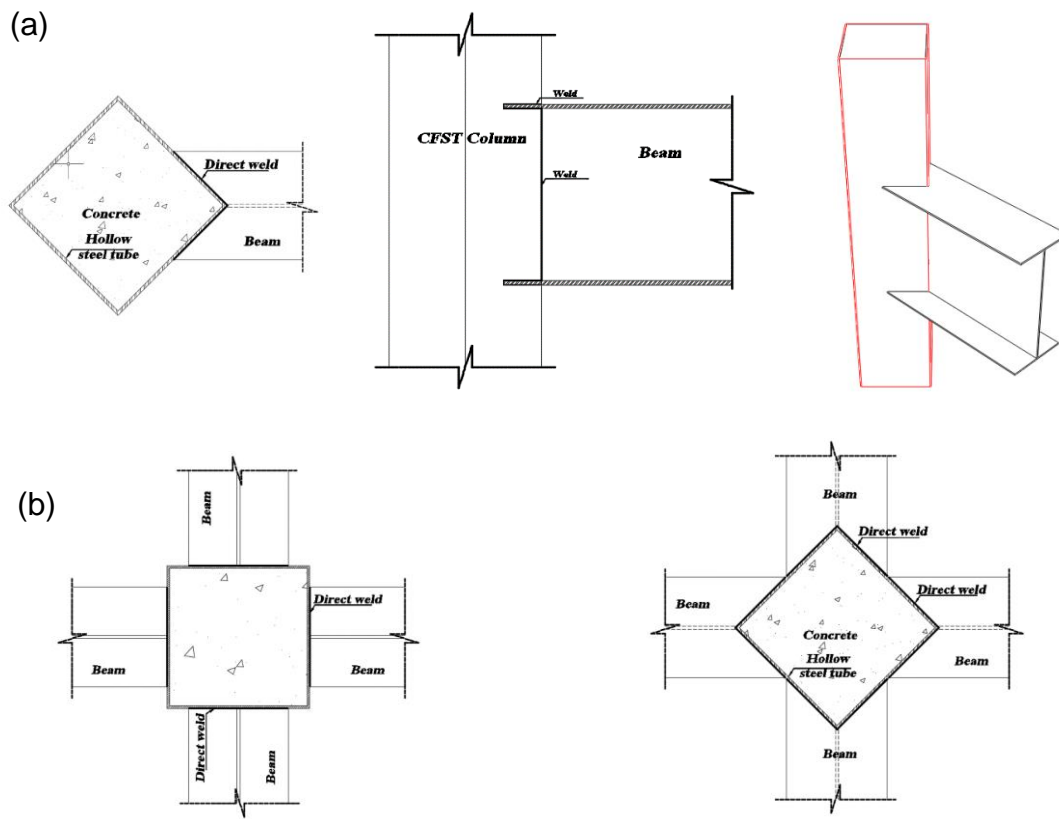 (a)
Direct weld
Concrete
Hollow
steel tube
Beam
Weld
CFST Column
Beam
Weld
(b)
Beam
Direct weld
Beam
Beam
Direct weld
Beam
Beam
Direct weld
Direct weld
Beam
Concrete
Hollow
steel tube
Beam
Beam